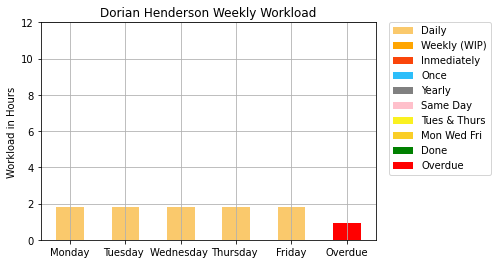 Dorian Henderson Weekly Workload
Workload in Hours
12
10
8
6
4
2
0
Monday Tuesday Wednesday Thursday Friday Overdue
Daily
Weekly (WIP)
Inmediately
Once
Yearly
Same Day
Tues & Thurs
Mon Wed Fri
Done
Overdue